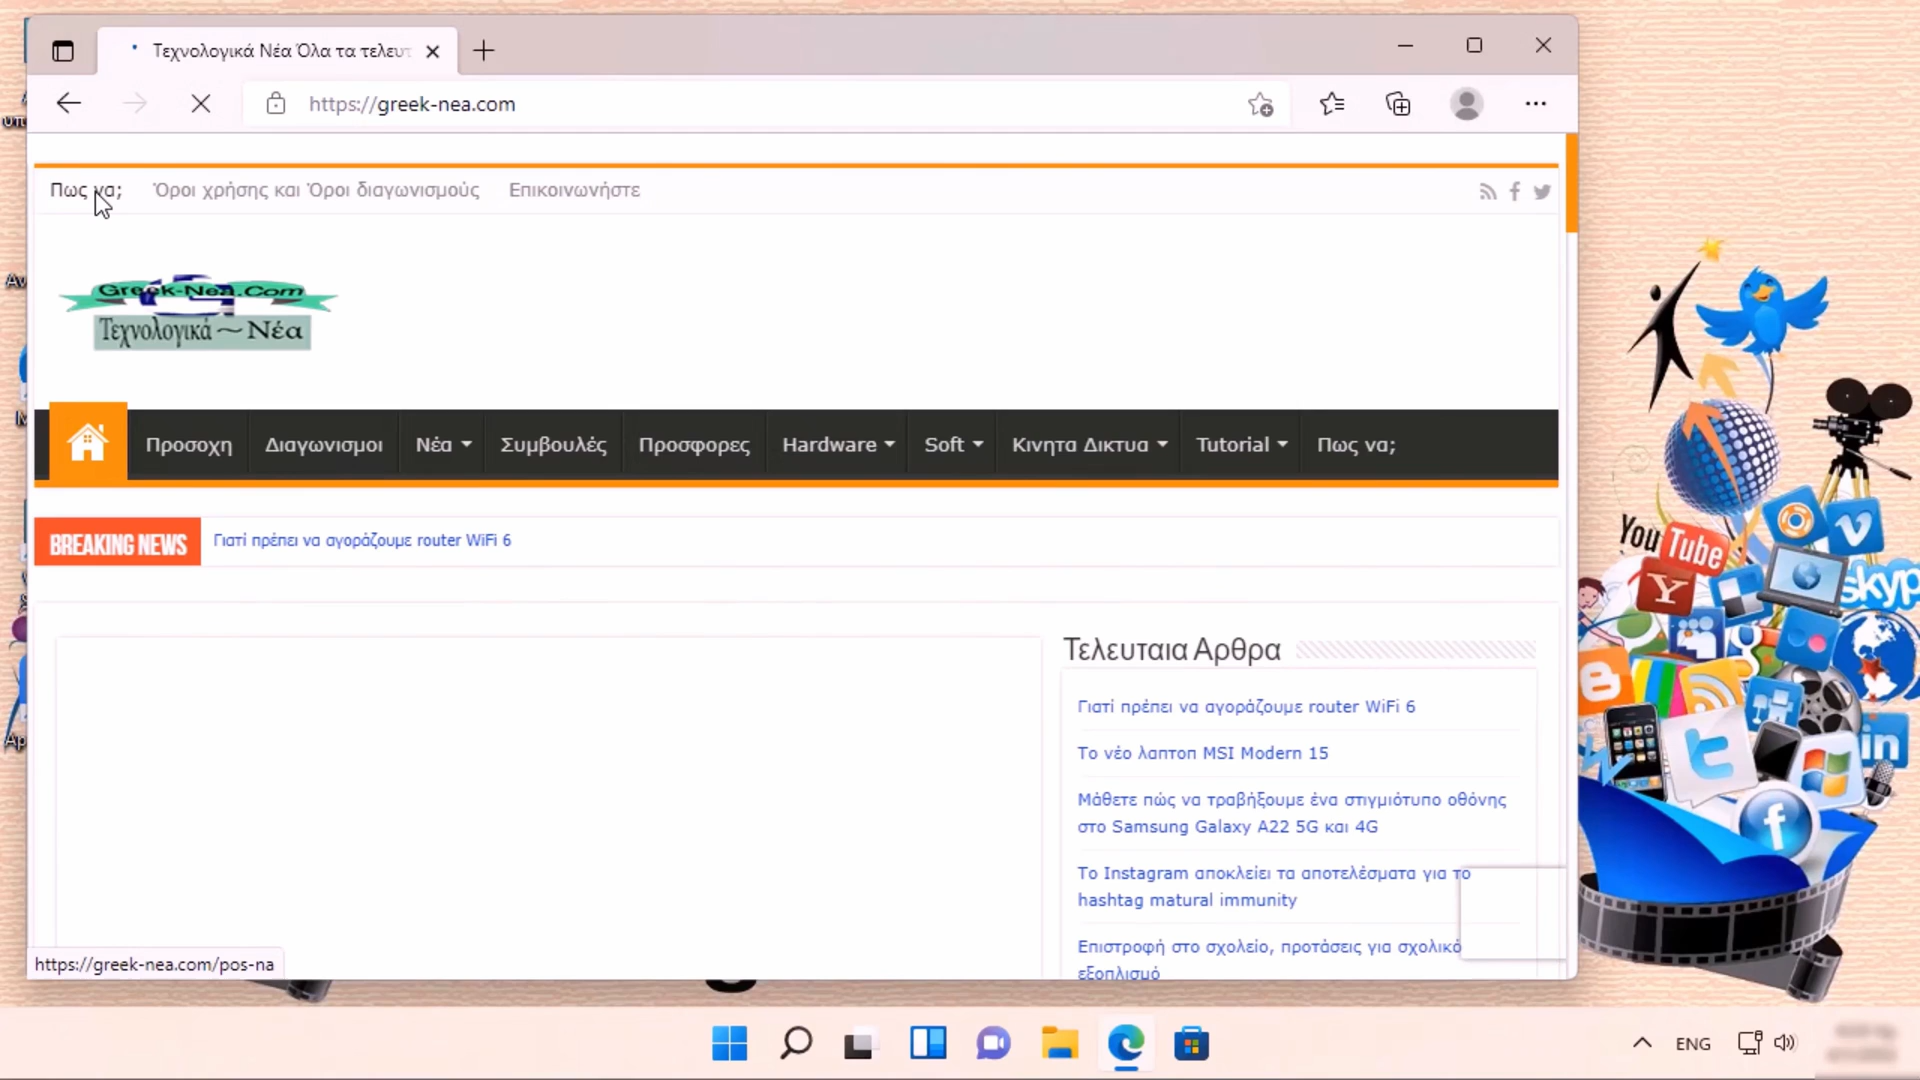 Τεχνολογικά Νέα Όλα τα τελευτ
https://greek-nea.com
Πως να;
Όροι χρήσης και Όροι διαγωνισμούς
Επικοινωνήστε
Greek-Nea.Com
Τεχνολογικά ~ Νέα
Προσοχη
Διαγωνισμοι
Νέα
Συμβουλές
Προσφορες
Hardware
Soft
Κινητα Δικτυα
Tutorial
Πως να;
BREAKING NEWS
Γιατί πρέπει να αγοράζουμε router WiFi 6
Τελευταια Αρθρα
Γιατί πρέπει να αγοράζουμε router WiFi 6
Το νέο λαπτοπ MSI Modern 15
Μάθετε πώς να τραβήξουμε ένα στιγμιότυπο οθόνης
στο Samsung Galaxy A22 5G και 4G
Το Instagram αποκλείει τα αποτελέσματα για το
hashtag matural immunity
Επιστροφή στο σχολείο, προτάσεις για σχολικό
εξοπλισμό
https://greek-nea.com/pos-na
You Tube
skyp
in
ENG